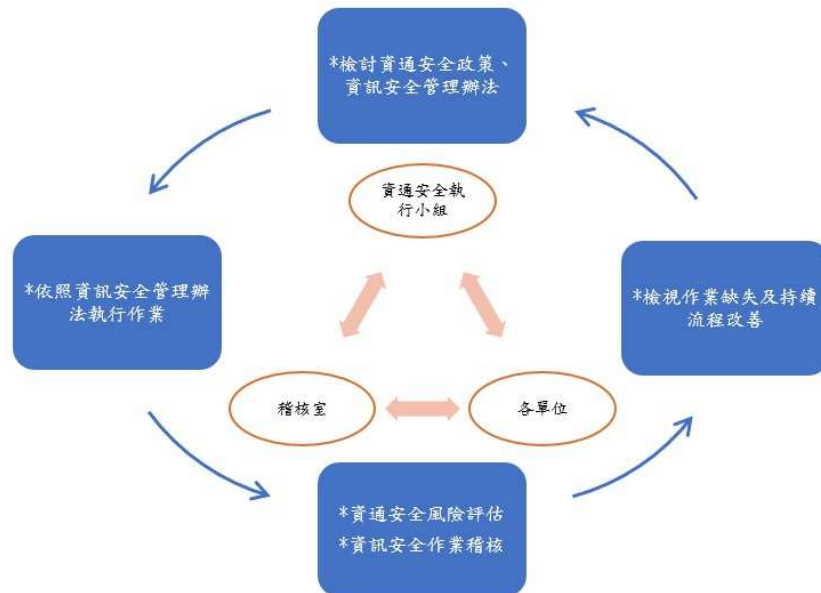 *檢討資通安全政策、
資訊安全管理辦法
資通安全執
行小組
*依照資訊安全管理辦
法執行作業
*檢視作業缺失及持續
流程改善
稽核室
各單位
*資通安全風險評估
*資訊安全作業稽核